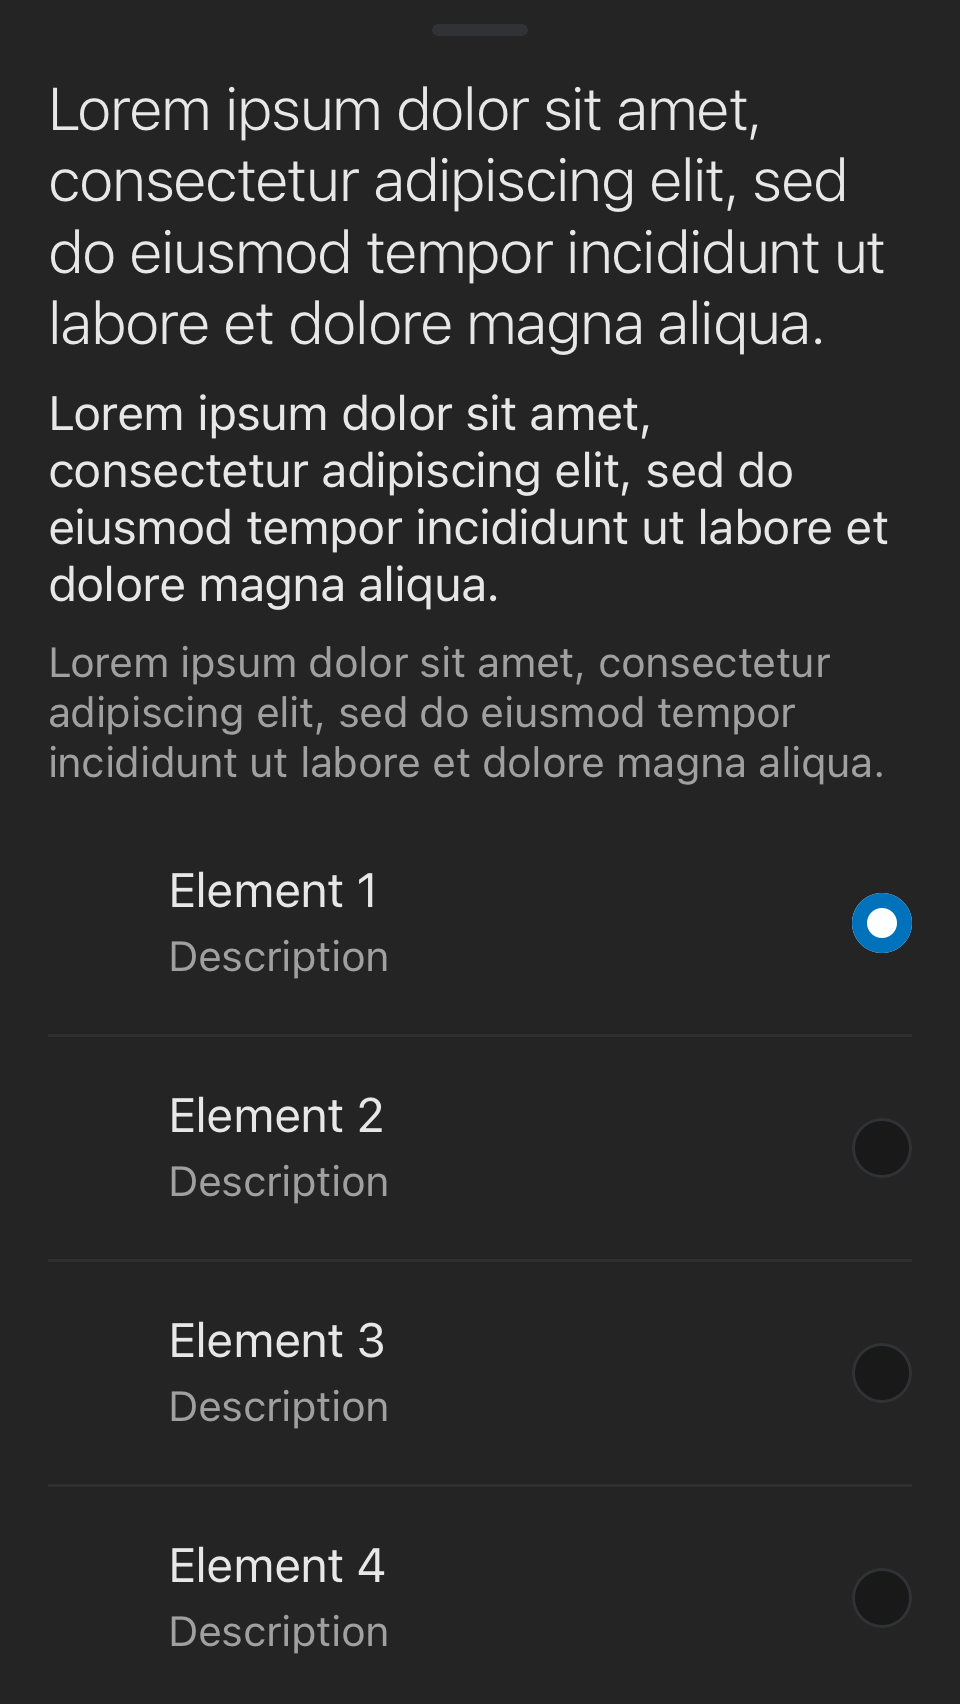 Lorem ipsum dolor sit amet,
consectetur adipiscing elit, sed
do eiusmod tempor incididunt ut
labore et dolore magna aliqua.
Lorem ipsum dolor sit amet,
consectetur adipiscing elit, sed do
eiusmod tempor incididunt ut labore et
dolore magna aliqua.
Lorem ipsum dolor sit amet, consectetur
adipiscing elit, sed do eiusmod tempor
incididunt ut labore et dolore magna aliqua.
Element 1
Description
Element 2
Description
Element 3
Description
Element 4
Description